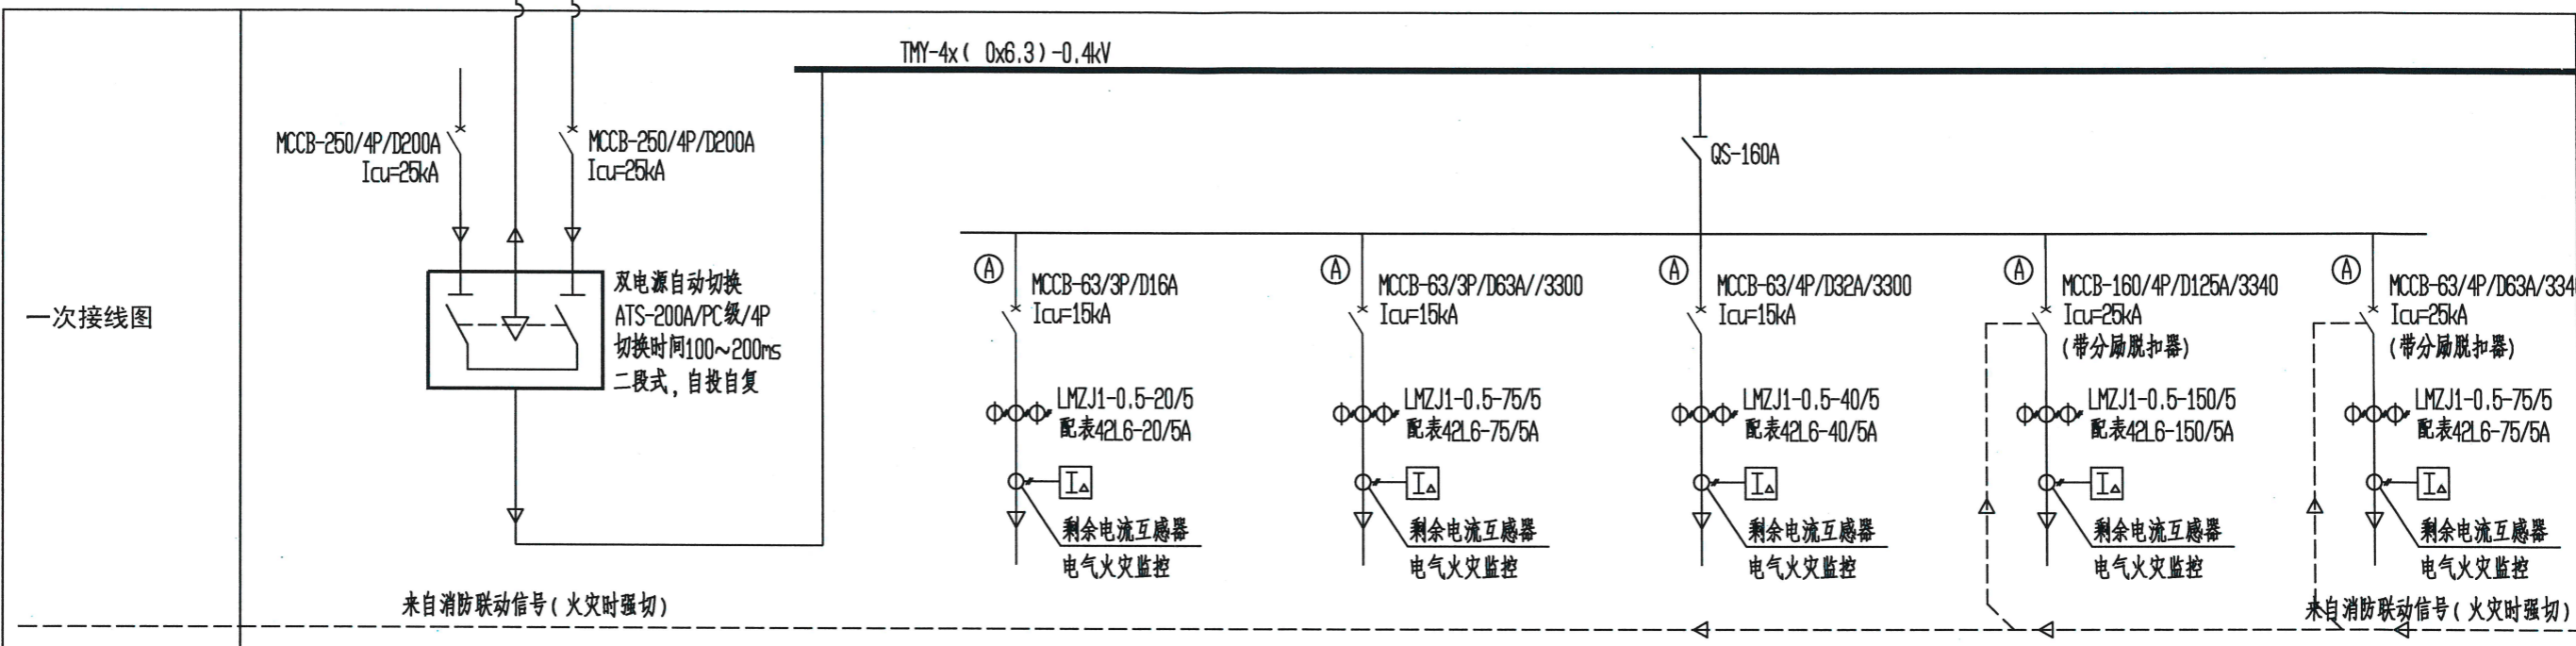 TMY-4x( 0x6.3)-0.4kV
MCCB-250/4P/D200A
Icu=25kA
MCCB-250/4P/D200A
Icu=25kA
QS-160A
一次接线图
双电源自动切换
ATS-200A/PC级/4P
切换时间100~200ms
二段式，自投自复
A
MCCB-63/3P/D16A
Icu=15kA
LMZJ1-0.5-20/5
配表42L6-20/5A
I△
剩余电流互感器
电气火灾监控
A
MCCB-63/3P/D63A//3300
Icu=15kA
LMZJ1-0.5-75/5
配表42L6-75/5A
I△
剩余电流互感器
电气火灾监控
A
MCCB-63/4P/D32A/3300
Icu=15kA
LMZJ1-0.5-40/5
配表42L6-40/5A
I△
剩余电流互感器
电气火灾监控
A
MCCB-160/4P/D125A/3340
Icu=25kA
(带分励脱扣器)
LMZJ1-0.5-150/5
配表42L6-150/5A
I△
剩余电流互感器
电气火灾监控
A
MCCB-63/4P/D63A/334
Icu=25kA
(带分励脱扣器)
LMZJ1-0.5-75/5
配表42L6-75/5A
I△
剩余电流互感器
电气火灾监控
来自消防联动信号(火灾时强切)
来自消防联动信号(火灾时强切)